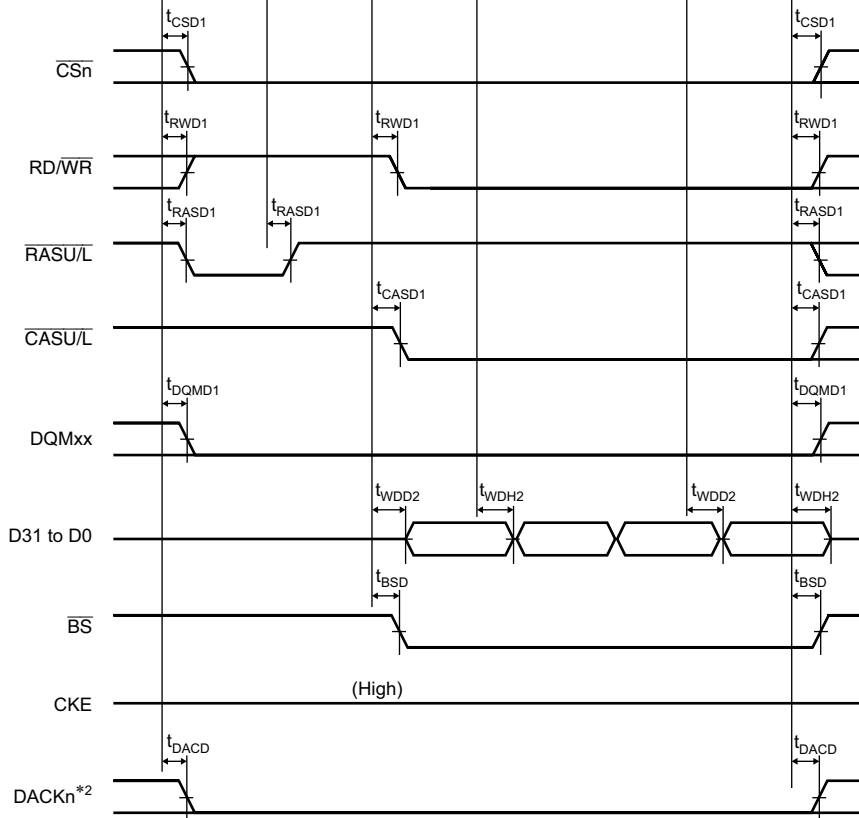 tCSD1 tCSD1
CSn
tRWD1 tRWD1 tRWD1
RD/WR
tRASD1 tRASD1 tRASD1
RASU/L
tCASD1 tCASD1
CASU/L
tDQMD1 tDQMD1
DQMxx
tWDD2 tWDH2 tWDD2 tWDH2
D31 to D0
tBSD tBSD
BS
(High)
CKE
tDACD tDACD
DACKn*2